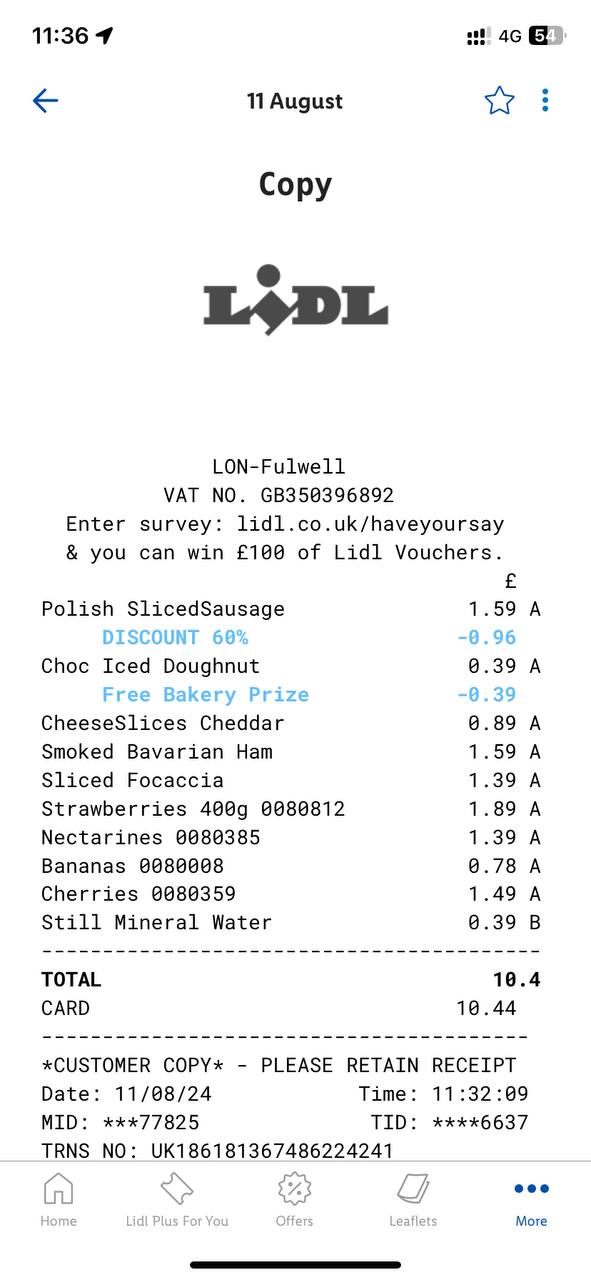 11:36 4G 54
11 August
Copy
LIDL
LON-Fulwell
VAT NO. GB350396892
Enter survey: lidl.co.uk/haveyoursay
& you can win £100 of Lidl Vouchers.
£
Polish SlicedSausage 1.59 A
DISCOUNT 60% -0.96
Choc Iced Doughnut 0.39 A
Free Bakery Prize -0.39
CheeseSlices Cheddar 0.89 A
Smoked Bavarian Ham 1.59 A
Sliced Focaccia 1.39 A
Strawberries 400g 0080812 1.89 A
Nectarines 0080385 1.39 A
Bananas 0080008 0.78 A
Cherries 0080359 1.49 A
Still Mineral Water 0.39 B
----------------------------------------
TOTAL 10.4
CARD 10.44
----------------------------------------
*CUSTOMER COPY* - PLEASE RETAIN RECEIPT
Date: 11/08/24 Time: 11:32:09
MID: ***77825 TID: ****6637
TRNS NO: UK186181367486224241
Home Lidl Plus For You Offers Leaflets More